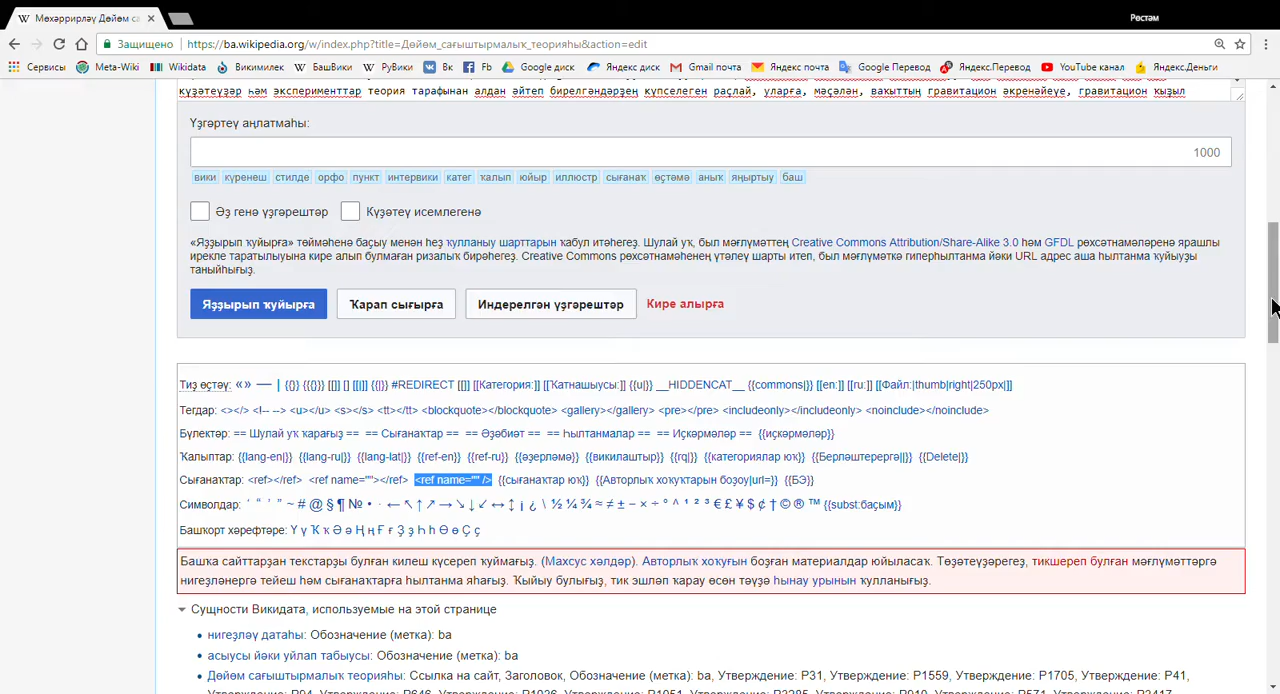 Мөхәррирләү Дөйөм са
Рөстәм
Защищено https://ba.wikipedia.org/w/index.php?title=Дөйөм_сағыштырмалыҡ_теорияһы&action=edit
Сервисы Meta-Wiki Wikidata Викимилек БашВики РуВики Вк Fb Google диск Яндекс диск Gmail почта Яндекс почта Google Перевод Яндекс.Перевод YouTube канал Яндекс.Деньги
күҙәтеүҙәр һәм эксперименттар теория тарафынан алдан әйтеп бирелгәндәрҙең күпселеген раҫлай, уларға, мәҫәлән, ваҡыттың гравитацион әкренәйеүе, гравитацион ҡыҙыл
Үҙгәртеү аңлатмаһы:
1000
вики күренеш стилде орфо пункт интервики катег ҡалып юйыр иллюстр сығанаҡ өҫтәмә аныҡ яңыртыу баш
Әҙ генә үҙгәрештәр Күҙәтеү исемлегенә
«Яҙҙырып ҡуйырға» төймәһенә баҫыу менән һеҙ ҡулланыу шарттарын ҡабул итәһегеҙ. Шулай уҡ, был мәғлүмәттең Creative Commons Attribution/Share-Alike 3.0 һәм GFDL рөхсәтнамәләренә ярашлы
ирекле таратылыуына кире алып булмаған ризалыҡ бирәһегеҙ. Creative Commons рөхсәтнамәһенең үтәлеү шарты итеп, был мәғлүмәткә гиперһылтанма йәки URL адрес аша һылтанма ҡуйыуҙы
таныйһығыҙ.
Яҙҙырып ҡуйырға Ҡарап сығырға Индерелгән үҙгәрештәр Кире алырға
Тиҙ өҫтәү: «» — | {{}} {{{}}} [[]] [] [[|]] {{|}} #REDIRECT [[]] [[Категория:]] [[Ҡатнашыусы:]] {{u|}} __HIDDENCAT__ {{commons|}} [[en:]] [[ru:]] [[Файл:|thumb|right|250px|]]
Тегдар: <></> <!-- --> <u></u> <s></s> <tt></tt> <blockquote></blockquote> <gallery></gallery> <pre></pre> <includeonly></includeonly> <noinclude></noinclude>
Бүлектәр: == Шулай уҡ ҡарағыҙ == == Сығанаҡтар == == Әҙәбиәт == == Һылтанмалар == == Иҫкәрмәләр == {{иҫкәрмәләр}}
Ҡалыптар: {{lang-en|}} {{lang-ru|}} {{lang-lat|}} {{ref-en}} {{ref-ru}} {{әҙерләмә}} {{викилаштыр}} {{rq|}} {{категориялар юҡ}} {{Берләштерергә||}} {{Delete|}}
Сығанаҡтар: <ref></ref> <ref name=""></ref> <ref name="" /> {{сығанаҡтар юҡ}} {{Авторлыҡ хоҡуҡтарын боҙоу|url=}} {{БЭ}}
Символдар: ‘ “ ’ ” ~ # @ § ¶ № • · ← ↖ ↑ ↗ → ↘ ↓ ↙ ↔ ↕ ¡ ¿ \ ½ ¼ ¾ ≈ ≠ ± − × ÷ ° ^ ¹ ² ³ € £ ¥ $ ¢ † © ® ™ {{subst:баҫым}}
Башҡорт хәрефтәре: Ү ү Ҡ ҡ Ә ә Ң ң Ғ ғ Ҙ ҙ Һ һ Ө ө Ҫ ҫ
Башҡа сайттарҙан текстарҙы булған килеш күсереп ҡуймағыҙ. (Махсус хәлдәр). Авторлыҡ хоҡуғын боҙған материалдар юйыласаҡ. Төҙәтеүҙәрегеҙ, тикшереп булған мәғлүмәттәргә
нигеҙләнергә тейеш һәм сығанаҡтарға һылтанма яһағыҙ. Ҡыйыу булығыҙ, тик эшләп ҡарау өсөн тәүҙә һынау урынын ҡулланығыҙ.
Сущности Викидата, используемые на этой странице
нигеҙләү датаһы: Обозначение (метка): ba
асыусы йәки уйлап табыусы: Обозначение (метка): ba
Дөйөм сағыштырмалыҡ теорияһы: Ссылка на сайт, Заголовок, Обозначение (метка): ba, Утверждение: P31, Утверждение: P1559, Утверждение: P1705, Утверждение: P41,